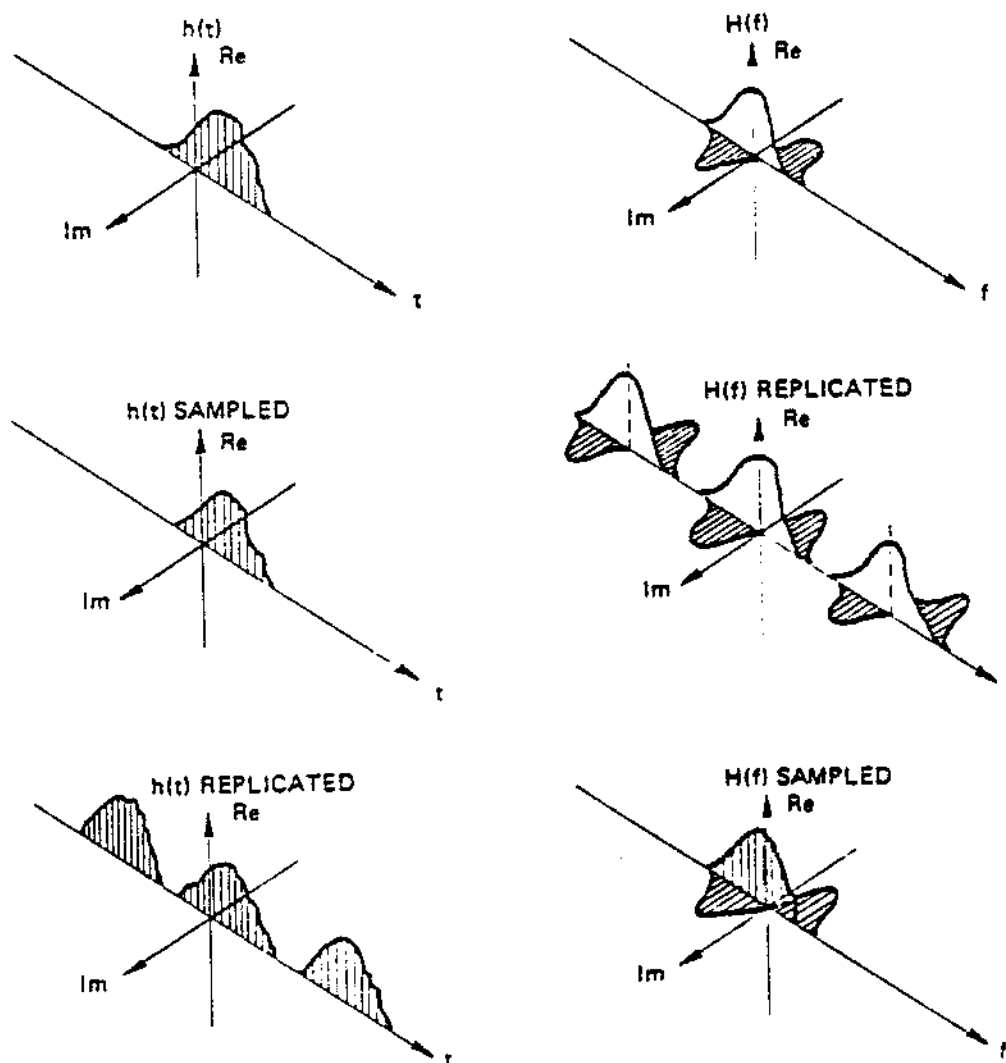 h(t)
Re
Im
t
H(f)
Re
Im
f
h(t) SAMPLED
Re
Im
t
H(f) REPLICATED
Re
Im
h(t) REPLICATED
Re
Im
t
H(f) SAMPLED
Re
Im
f